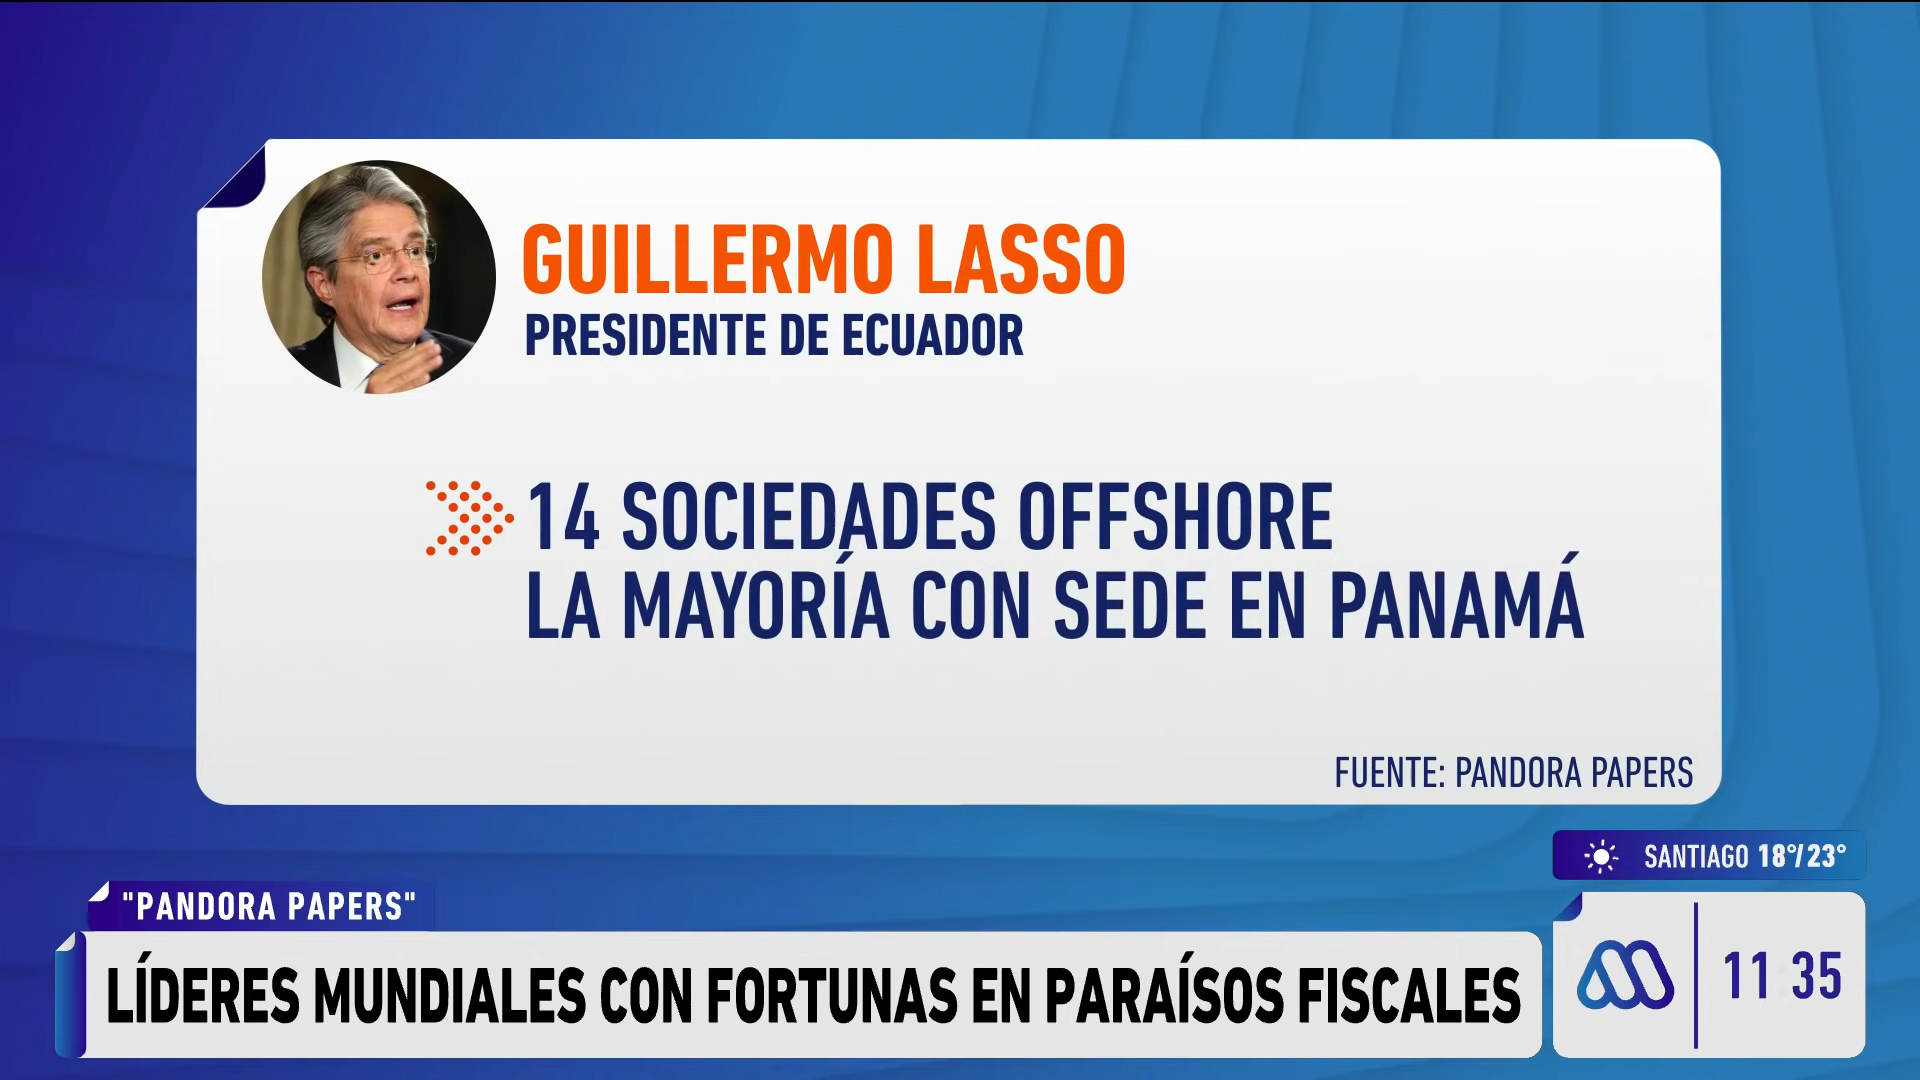 GUILLERMO LASSO
PRESIDENTE DE ECUADOR
14 SOCIEDADES OFFSHORE
LA MAYORÍA CON SEDE EN PANAMÁ
FUENTE: PANDORA PAPERS
SANTIAGO 18°/23°
"PANDORA PAPERS"
LÍDERES MUNDIALES CON FORTUNAS EN PARAÍSOS FISCALES
11 35